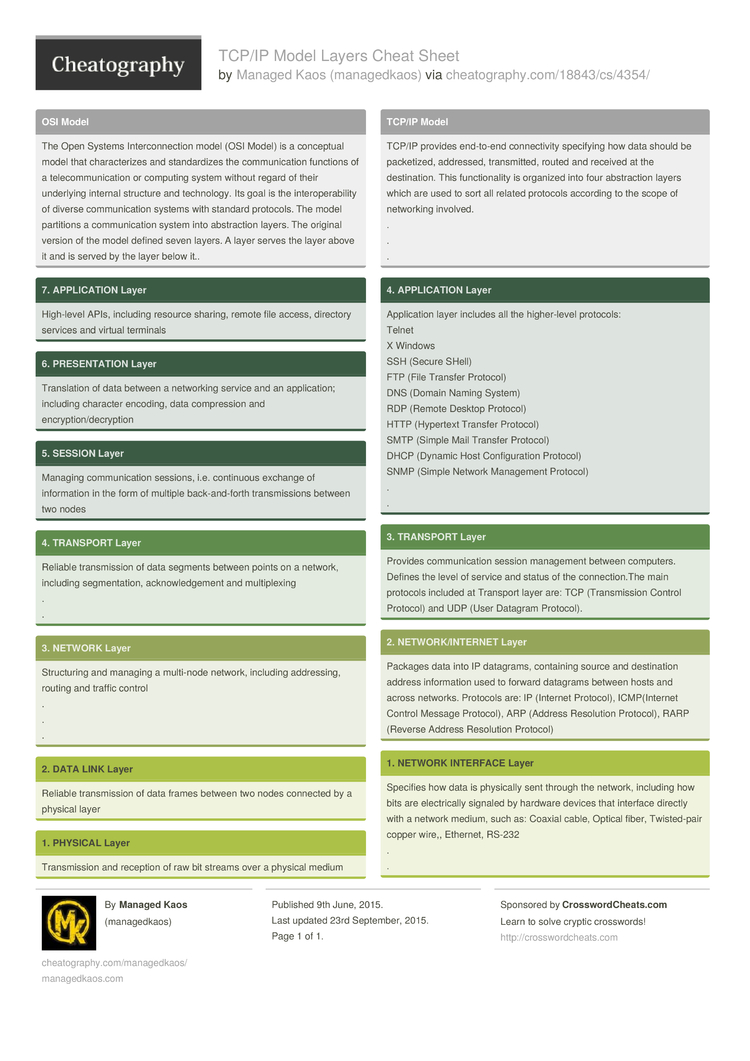 Cheatography
TCP/IP Model Layers Cheat Sheet
by Managed Kaos (managedkaos) via cheatography.com/18843/cs/4354/
OSI Model
The Open Systems Interconnection model (OSI Model) is a conceptual
model that characterizes and standardizes the communication functions of
a telecommunication or computing system without regard of their
underlying internal structure and technology. Its goal is the interoperability
of diverse communication systems with standard protocols. The model
partitions a communication system into abstraction layers. The original
version of the model defined seven layers. A layer serves the layer above
it and is served by the layer below it..
7. APPLICATION Layer
High-level APIs, including resource sharing, remote file access, directory
services and virtual terminals
6. PRESENTATION Layer
Translation of data between a networking service and an application;
including character encoding, data compression and
encryption/decryption
5. SESSION Layer
Managing communication sessions, i.e. continuous exchange of
information in the form of multiple back-and-forth transmissions between
two nodes
4. TRANSPORT Layer
Reliable transmission of data segments between points on a network,
including segmentation, acknowledgement and multiplexing
.
.
3. NETWORK Layer
Structuring and managing a multi-node network, including addressing,
routing and traffic control
.
.
.
2. DATA LINK Layer
Reliable transmission of data frames between two nodes connected by a
physical layer
1. PHYSICAL Layer
Transmission and reception of raw bit streams over a physical medium
TCP/IP Model
TCP/IP provides end-to-end connectivity specifying how data should be
packetized, addressed, transmitted, routed and received at the
destination. This functionality is organized into four abstraction layers
which are used to sort all related protocols according to the scope of
networking involved.
.
.
.
4. APPLICATION Layer
Application layer includes all the higher-level protocols:
Telnet
X Windows
SSH (Secure SHell)
FTP (File Transfer Protocol)
DNS (Domain Naming System)
RDP (Remote Desktop Protocol)
HTTP (Hypertext Transfer Protocol)
SMTP (Simple Mail Transfer Protocol)
DHCP (Dynamic Host Configuration Protocol)
SNMP (Simple Network Management Protocol)
.
.
3. TRANSPORT Layer
Provides communication session management between computers.
Defines the level of service and status of the connection.The main
protocols included at Transport layer are: TCP (Transmission Control
Protocol) and UDP (User Datagram Protocol).
2. NETWORK/INTERNET Layer
Packages data into IP datagrams, containing source and destination
address information used to forward datagrams between hosts and
across networks. Protocols are: IP (Internet Protocol), ICMP(Internet
Control Message Protocol), ARP (Address Resolution Protocol), RARP
(Reverse Address Resolution Protocol)
1. NETWORK INTERFACE Layer
Specifies how data is physically sent through the network, including how
bits are electrically signaled by hardware devices that interface directly
with a network medium, such as: Coaxial cable, Optical fiber, Twisted-pair
copper wire,, Ethernet, RS-232
.
.
MK
By Managed Kaos
(managedkaos)
cheatography.com/managedkaos/
managedkaos.com
Published 9th June, 2015.
Last updated 23rd September, 2015.
Page 1 of 1.
Sponsored by CrosswordCheats.com
Learn to solve cryptic crosswords!
http://crosswordcheats.com